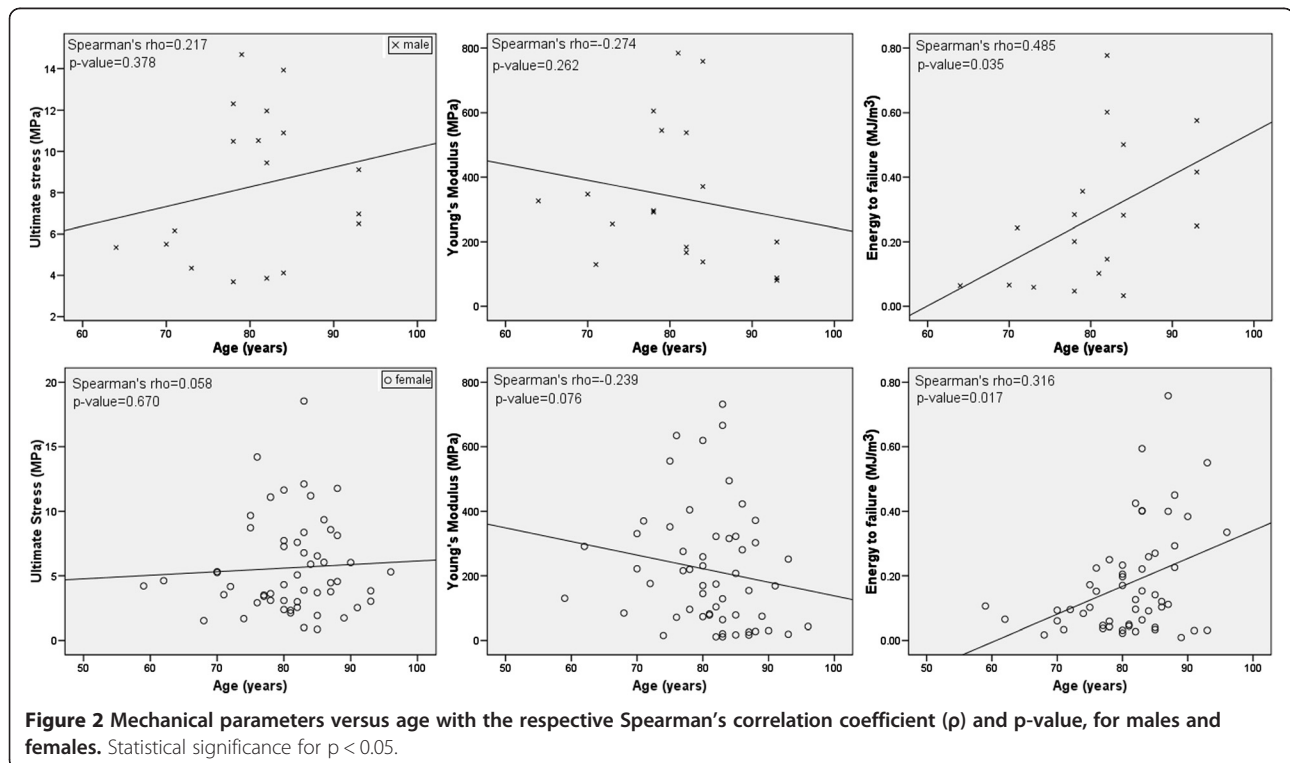 Spearman's rho=0.217
p-value=0.378
× male
Ultimate stress (MPa)
14
12
10
8
6
4
2
60 70 80 90 100
Age (years)
Spearman's rho=-0.274
p-value=0.262
Young's Modulus (MPa)
800
600
400
200
0
60 70 80 90 100
Age (years)
Spearman's rho=0.485
p-value=0.035
Energy to failure (MJ/m³)
0.80
0.60
0.40
0.20
0.00
60 70 80 90 100
Age (years)
Spearman's rho=0.058
p-value=0.670
○ female
Ultimate Stress (MPa)
20
15
10
5
0
50 60 70 80 90 100
Age (years)
Spearman's rho=-0.239
p-value=0.076
Young's Modulus (MPa)
800
600
400
200
0
50 60 70 80 90 100
Age (years)
Spearman's rho=0.316
p-value=0.017
Energy to failure (MJ/m³)
0.80
0.60
0.40
0.20
0.00
50 60 70 80 90 100
Age (years)
Figure 2 Mechanical parameters versus age with the respective Spearman's correlation coefficient (ρ) and p-value, for males and
females. Statistical significance for p < 0.05.